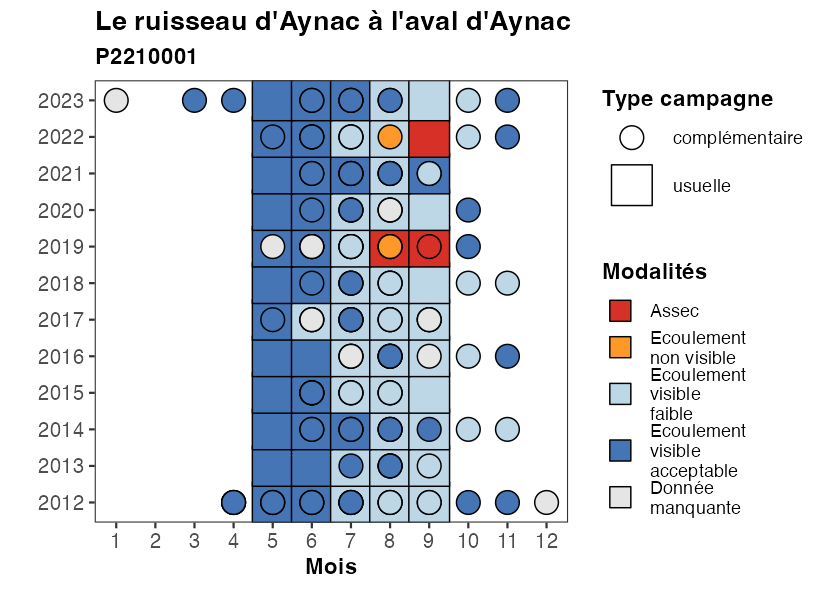 Le ruisseau d'Aynac à l'aval d'Aynac
P2210001
2023
2022
2021
2020
2019
2018
2017
2016
2015
2014
2013
2012
1 2 3 4 5 6 7 8 9 10 11 12
Mois
Type campagne
complémentaire
usuelle
Modalités
Assec
Ecoulement
non visible
Ecoulement
visible
faible
Ecoulement
visible
acceptable
Donnée
manquante